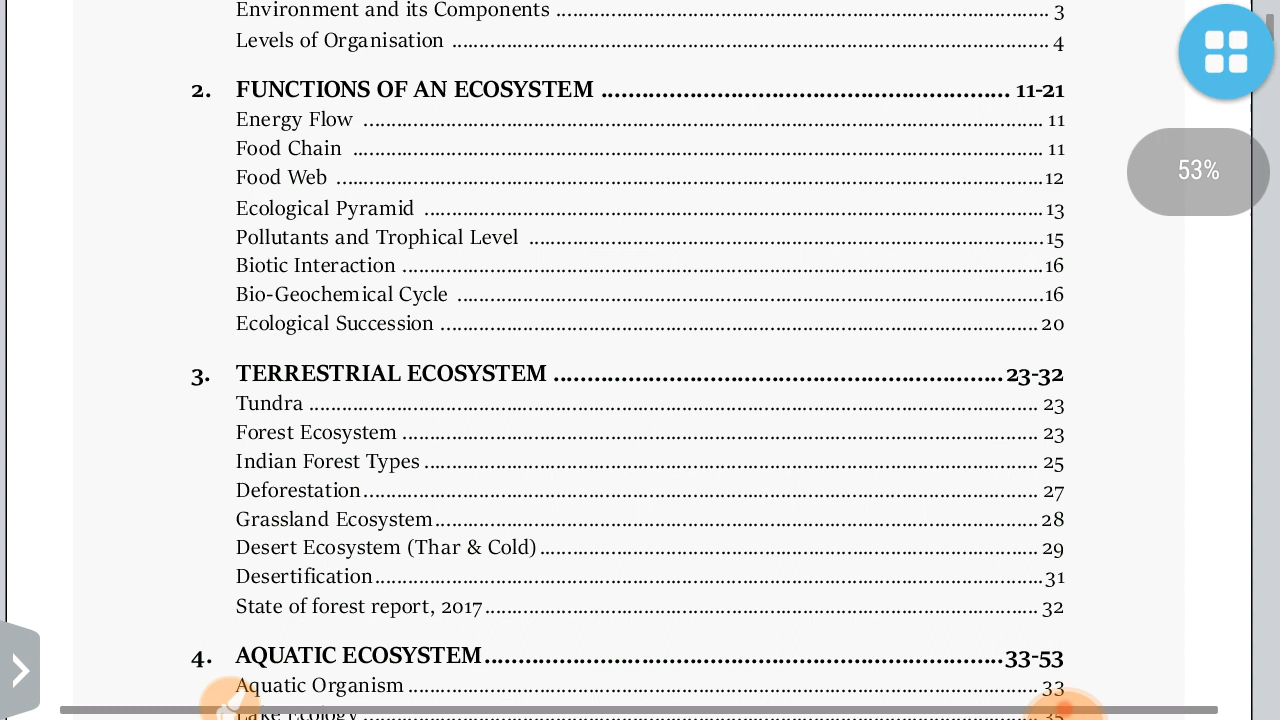 Environment and its Components ........................................................................................ 3
Levels of Organisation ........................................................................................................ 4
2. FUNCTIONS OF AN ECOSYSTEM ............................................................ 11-21
Energy Flow ........................................................................................................................ 11
Food Chain .......................................................................................................................... 11
Food Web ............................................................................................................................. 12
Ecological Pyramid ............................................................................................................. 13
Pollutants and Trophical Level ........................................................................................... 15
Biotic Interaction ................................................................................................................. 16
Bio-Geochemical Cycle ....................................................................................................... 16
Ecological Succession .......................................................................................................... 20
3. TERRESTRIAL ECOSYSTEM .................................................................. 23-32
Tundra .................................................................................................................................. 23
Forest Ecosystem ................................................................................................................. 23
Indian Forest Types ............................................................................................................. 25
Deforestation ....................................................................................................................... 27
Grassland Ecosystem ........................................................................................................... 28
Desert Ecosystem (Thar & Cold) ........................................................................................ 29
Desertification ..................................................................................................................... 31
State of forest report, 2017 .................................................................................................. 32
4. AQUATIC ECOSYSTEM ............................................................................ 33-53
Aquatic Organism ................................................................................................................ 33
Lake Ecology ........................................................................................................................ 35
53%